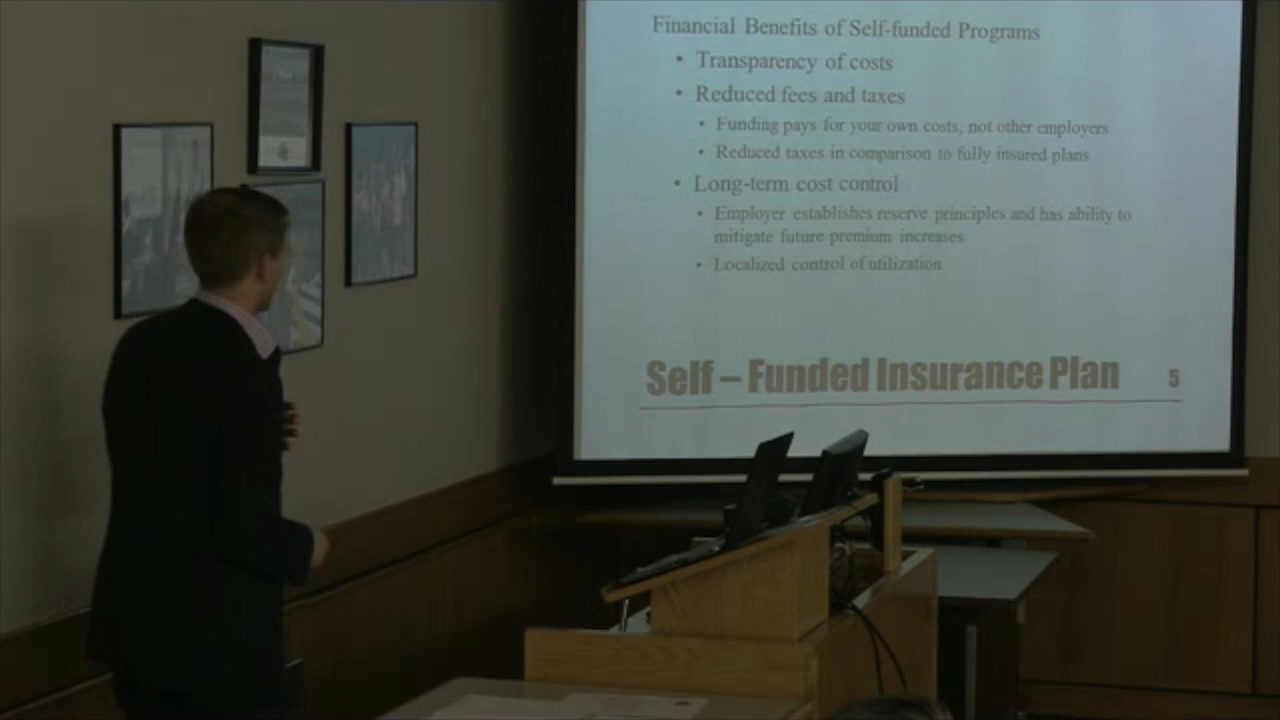 Financial Benefits of Self-funded Programs
• Transparency of costs
• Reduced fees and taxes
• Funding pays for your own costs, not other employers
• Reduced taxes in comparison to fully insured plans
• Long-term cost control
• Employer establishes reserve principles and has ability to
mitigate future premium increases
• Localized control of utilization
Self – Funded Insurance Plan 5